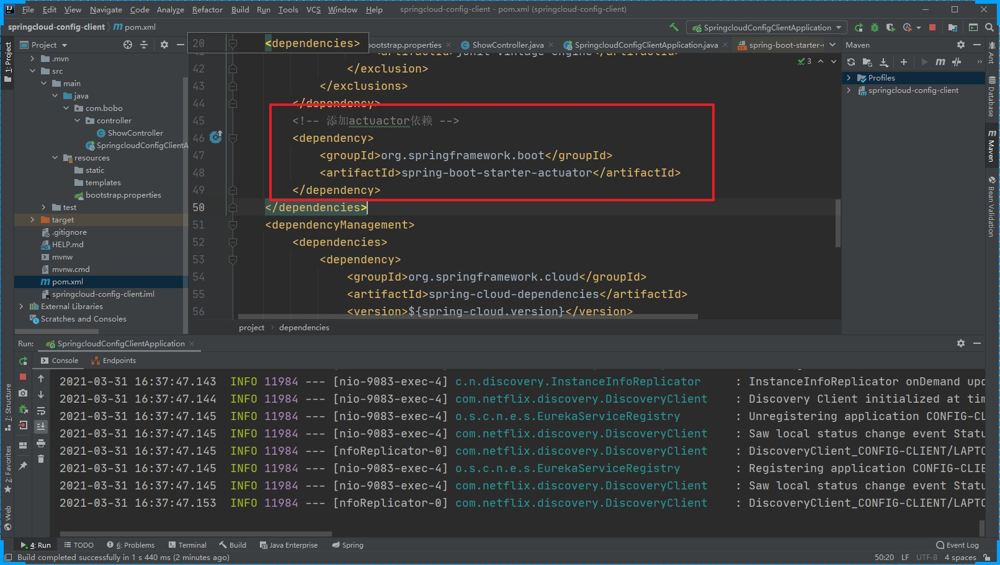 File Edit View Navigate Code Analyze Refactor Build Run Tools VCS Window Help springcloud-config-client - pom.xml (springcloud-config-client)
springcloud-config-client pom.xml SpringcloudConfigClientApplication
1: Project
Project
.mvn
src
main
java
com.bobo
controller
ShowController
SpringcloudConfigClientA
resources
static
templates
bootstrap.properties
test
target
.gitignore
HELP.md
mvnw
mvnw.cmd
pom.xml
springcloud-config-client.iml
External Libraries
Scratches and Consoles
20 <dependencies>
bootstrap.properties ShowController.java SpringcloudConfigClientApplication.java spring-boot-starter-
3
42 </exclusion>
43 </exclusions>
44 </dependency>
45 <!-- 添加actuactor依赖 -->
46 <dependency>
47 <groupId>org.springframework.boot</groupId>
48 <artifactId>spring-boot-starter-actuator</artifactId>
49 </dependency>
50 </dependencies>
51 <dependencyManagement>
52 <dependencies>
53 <dependency>
54 <groupId>org.springframework.cloud</groupId>
55 <artifactId>spring-cloud-dependencies</artifactId>
56 <version>${spring-cloud.version}</version>
project dependencies
Maven
Profiles
springcloud-config-client
Ant
Database
Maven
Bean Validation
Run: SpringcloudConfigClientApplication
Console Endpoints
2021-03-31 16:37:47.143 INFO 11984 --- [nio-9083-exec-4] c.n.discovery.InstanceInfoReplicator : InstanceInfoReplicator onDemand upd
2021-03-31 16:37:47.144 INFO 11984 --- [nio-9083-exec-4] com.netflix.discovery.DiscoveryClient : Discovery Client initialized at tim
2021-03-31 16:37:47.145 INFO 11984 --- [nio-9083-exec-4] o.s.c.n.e.s.EurekaServiceRegistry : Unregistering application CONFIG-CL
2021-03-31 16:37:47.145 INFO 11984 --- [nio-9083-exec-4] com.netflix.discovery.DiscoveryClient : Saw local status change event Statu
2021-03-31 16:37:47.145 INFO 11984 --- [nfoReplicator-0] com.netflix.discovery.DiscoveryClient : DiscoveryClient_CONFIG-CLIENT/LAPTO
2021-03-31 16:37:47.145 INFO 11984 --- [nio-9083-exec-4] o.s.c.n.e.s.EurekaServiceRegistry : Registering application CONFIG-CLIE
2021-03-31 16:37:47.145 INFO 11984 --- [nio-9083-exec-4] com.netflix.discovery.DiscoveryClient : Saw local status change event Statu
2021-03-31 16:37:47.153 INFO 11984 --- [nfoReplicator-0] com.netflix.discovery.DiscoveryClient : DiscoveryClient_CONFIG-CLIENT/LAPTO
7: Structure
2: Favorites
Web
4: Run TODO 6: Problems Terminal Build Java Enterprise Spring Event Log
Build completed successfully in 1 s 440 ms (2 minutes ago) 50:20 LF UTF-8 4 spaces